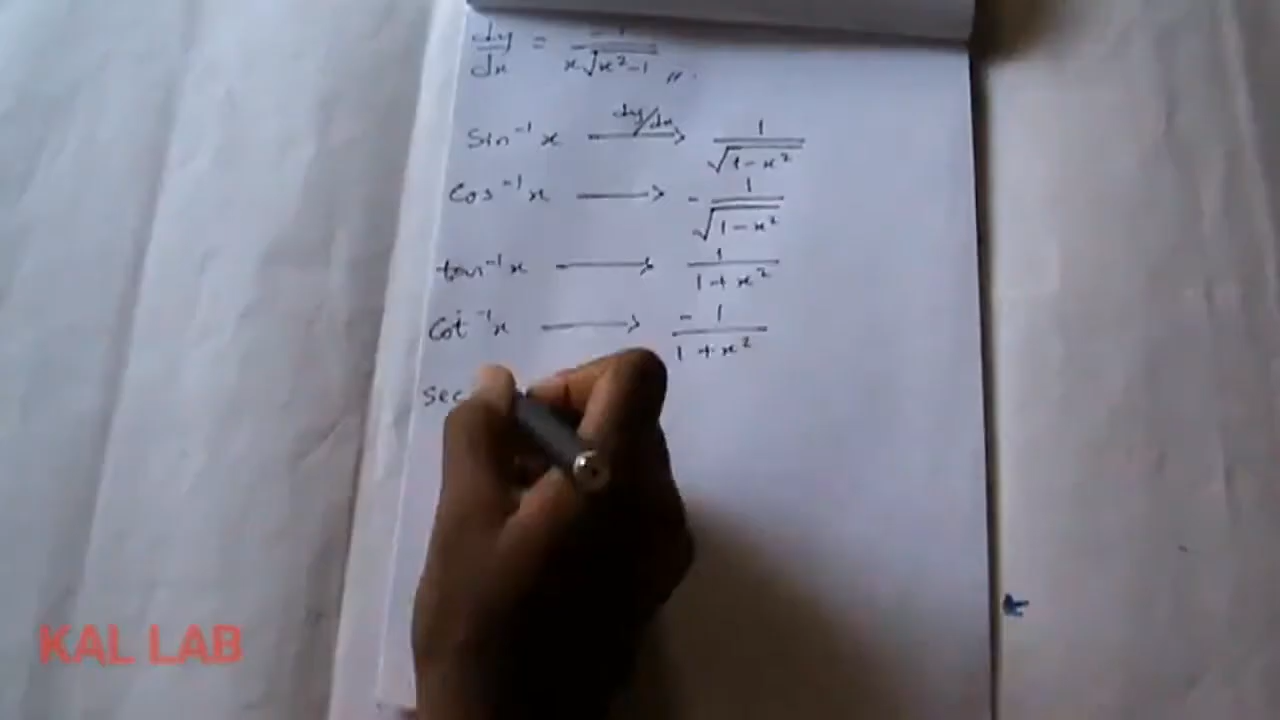 dy/dx = -1/(x√(x²-1)) //.
Sin⁻¹x —dy/dx→ 1/√(1-x²)
Cos⁻¹x ⟶ -1/√(1-x²)
tan⁻¹x ⟶ 1/(1+x²)
Cot⁻¹x ⟶ -1/(1+x²)
Sec
KAL LAB